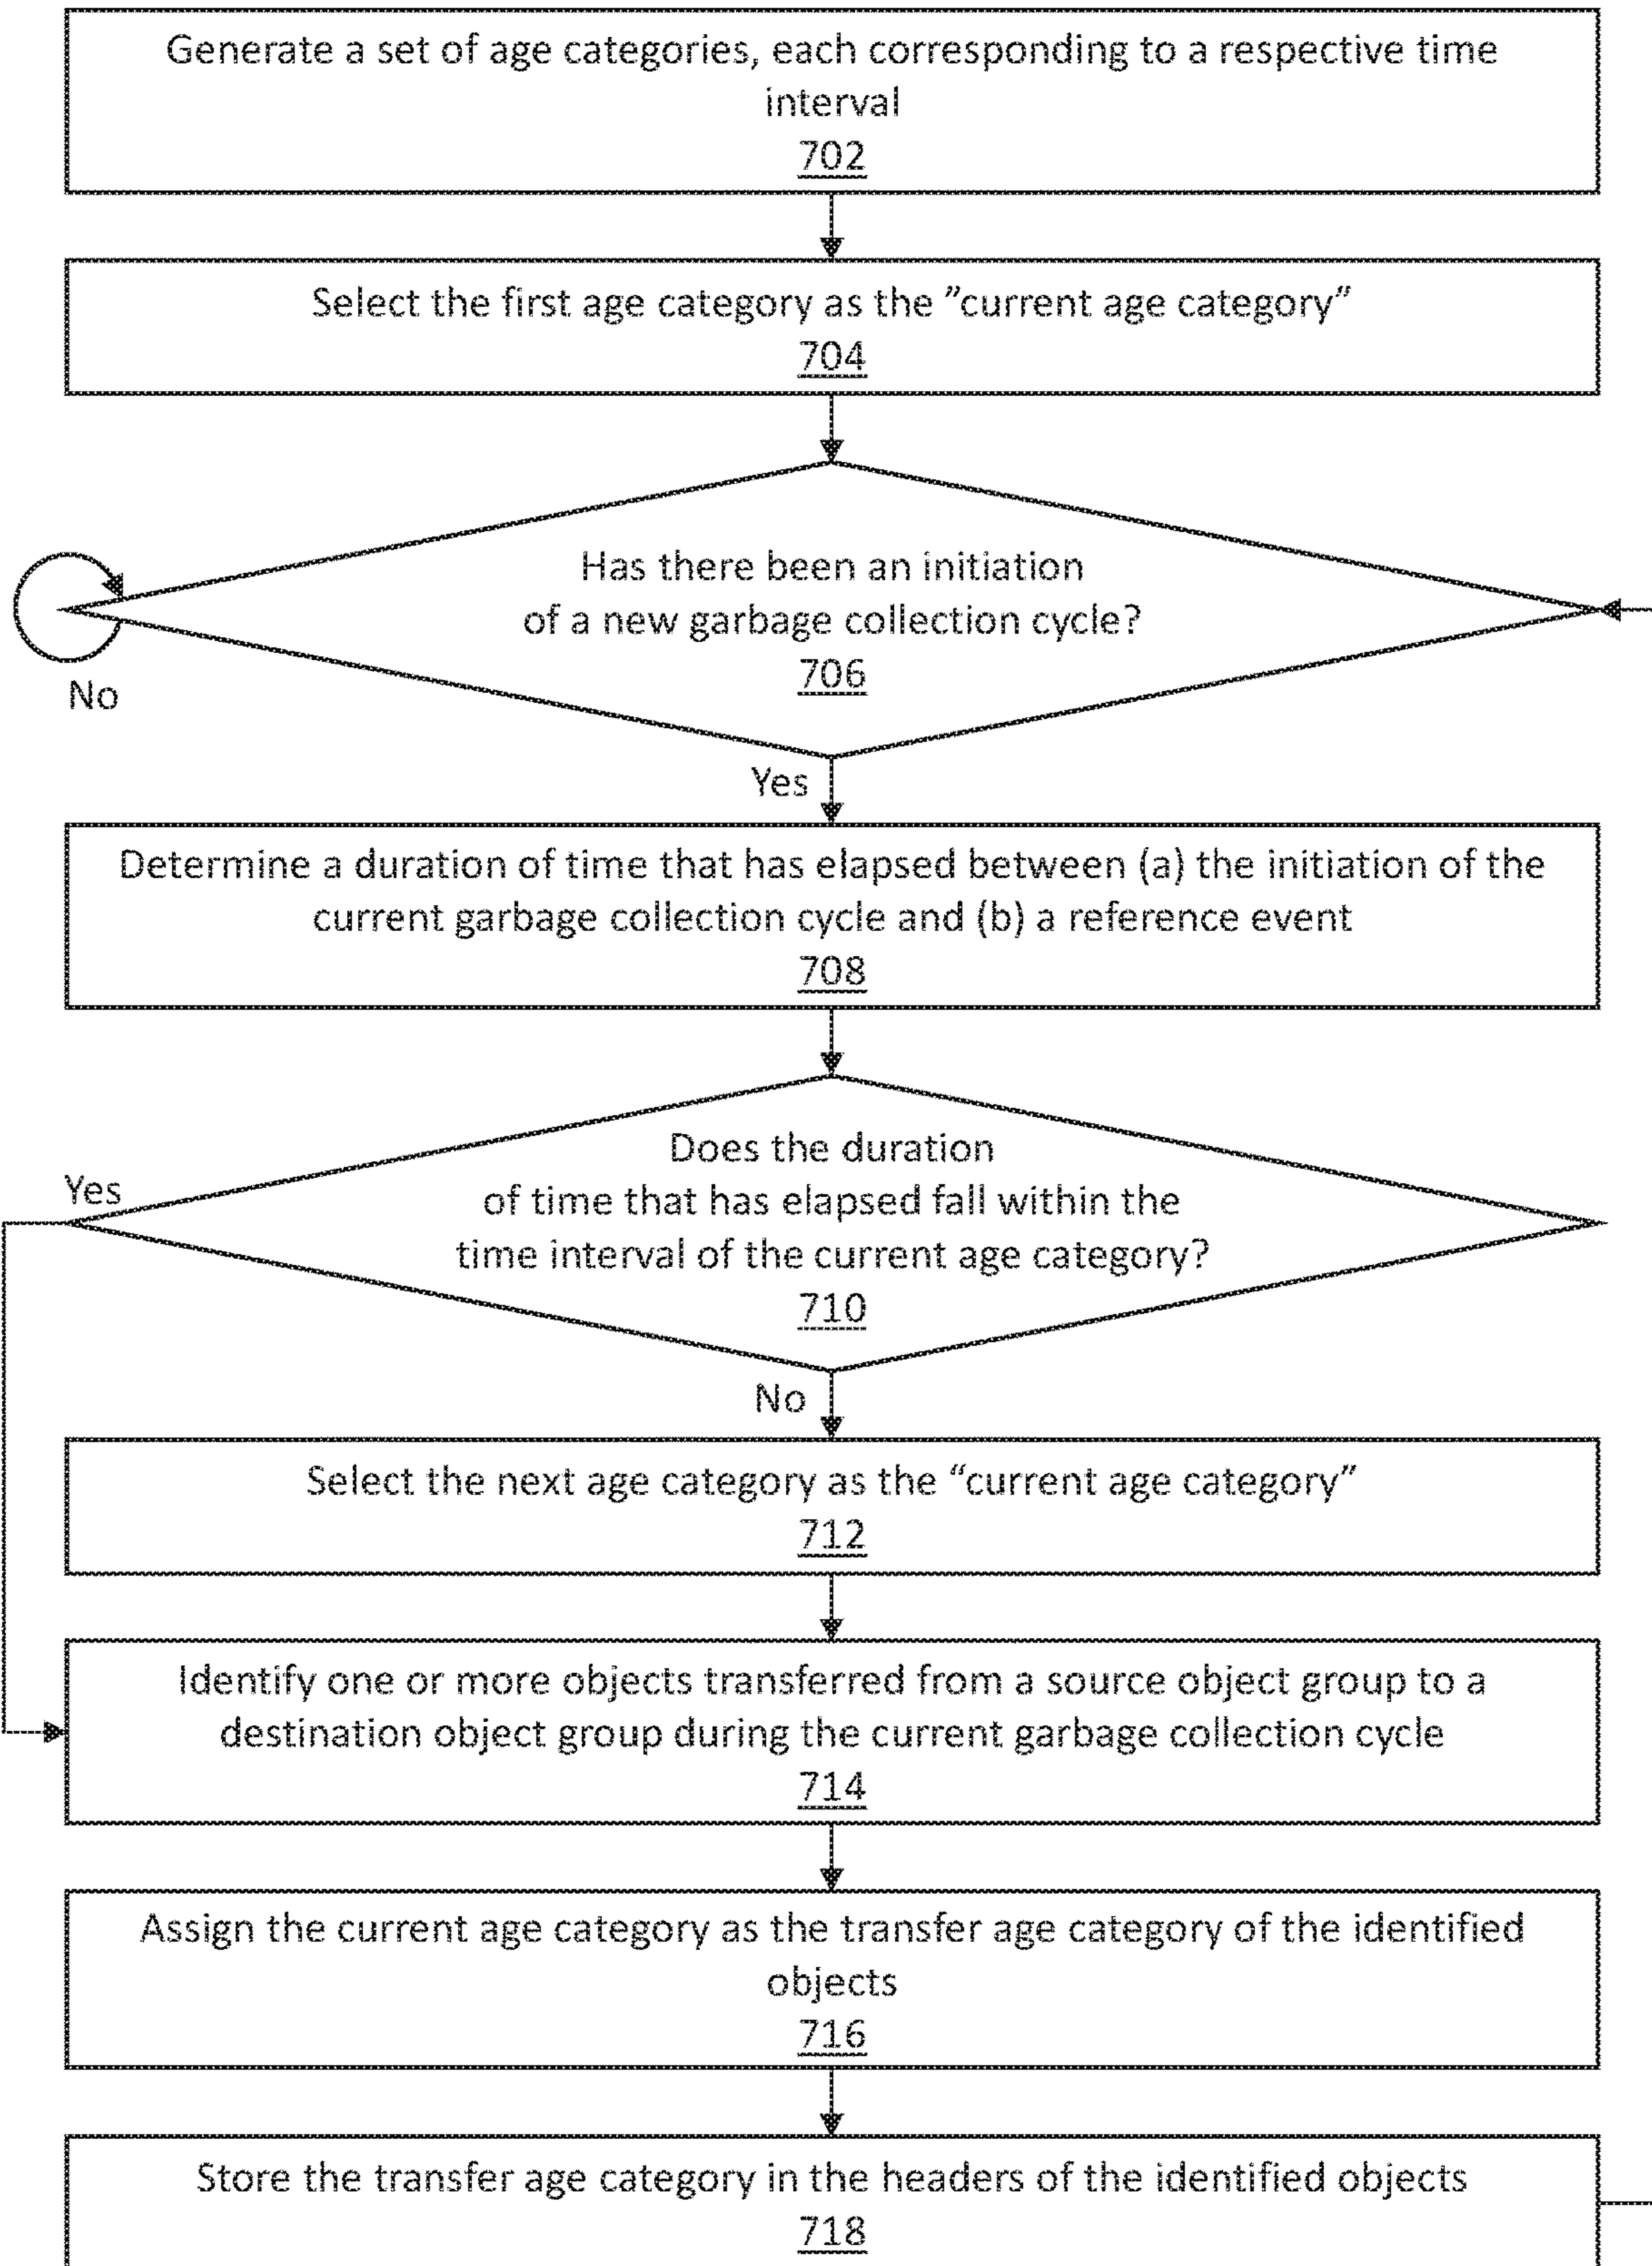 Generate a set of age categories, each corresponding to a respective time
interval
702
Select the first age category as the ”current age category”
704
Has there been an initiation
of a new garbage collection cycle?
706
No
Yes
Determine a duration of time that has elapsed between (a) the initiation of the
current garbage collection cycle and (b) a reference event
708
Does the duration
of time that has elapsed fall within the
time interval of the current age category?
710
Yes
No
Select the next age category as the “current age category”
712
Identify one or more objects transferred from a source object group to a
destination object group during the current garbage collection cycle
714
Assign the current age category as the transfer age category of the identified
objects
716
Store the transfer age category in the headers of the identified objects
718